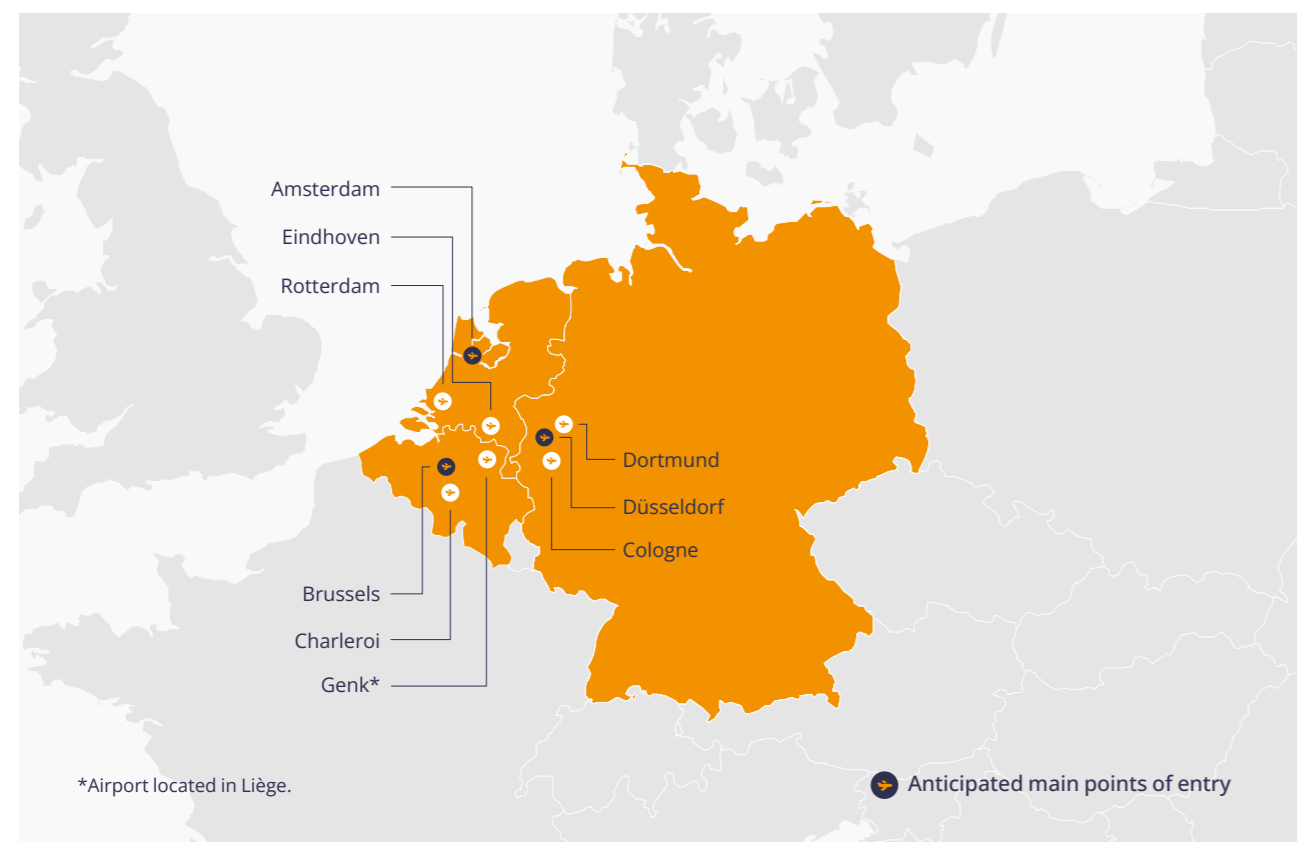 Amsterdam
Eindhoven
Rotterdam
Dortmund
Düsseldorf
Cologne
Brussels
Charleroi
Genk*
*Airport located in Liège.
Anticipated main points of entry